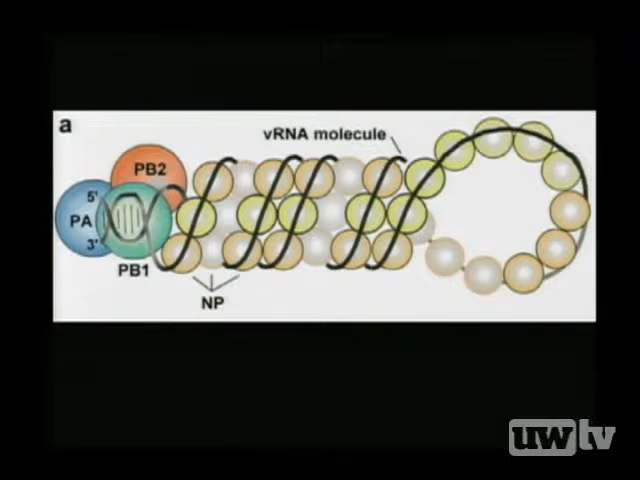 a
vRNA molecule
PB2
5'
PA
3'
PB1
NP
uwtv